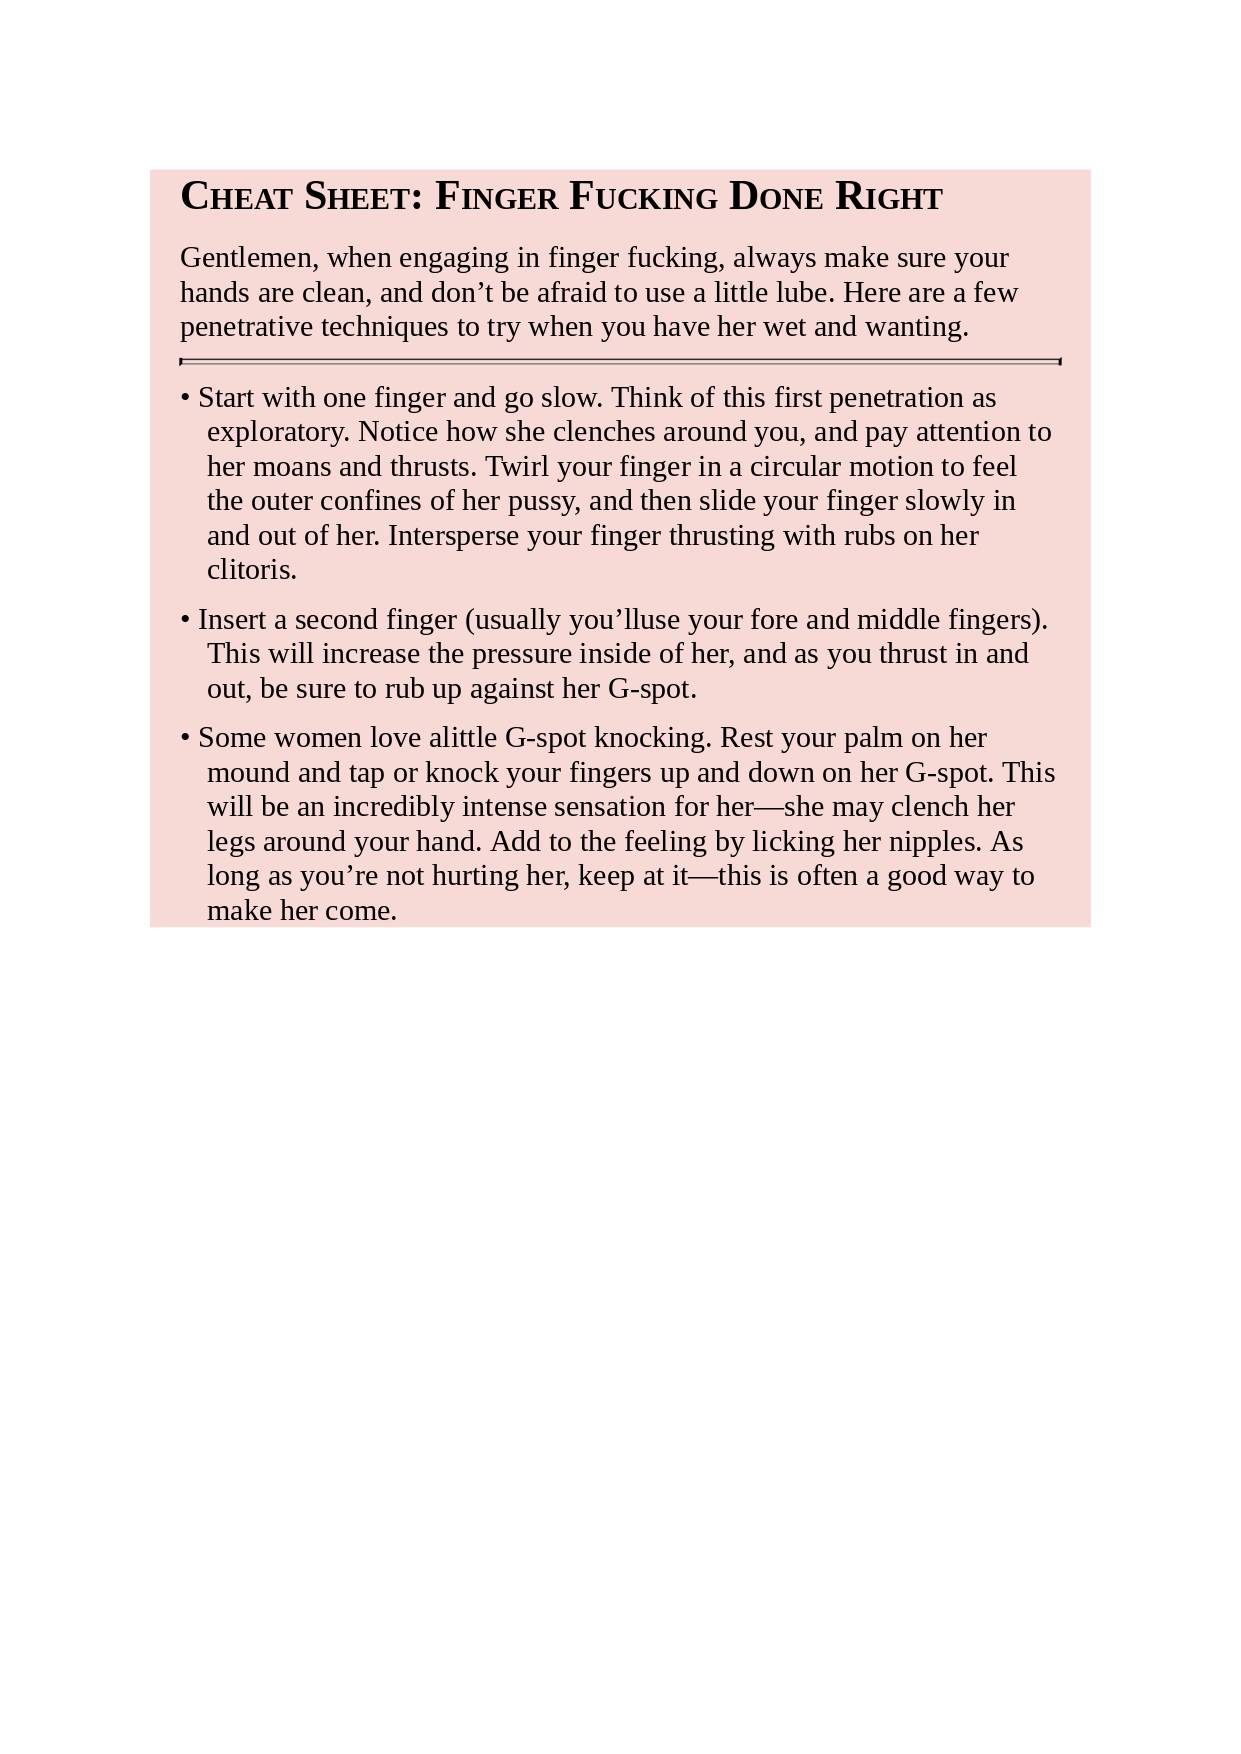 Cheat Sheet: Finger Fucking Done Right
Gentlemen, when engaging in finger fucking, always make sure your
hands are clean, and don’t be afraid to use a little lube. Here are a few
penetrative techniques to try when you have her wet and wanting.
• Start with one finger and go slow. Think of this first penetration as
exploratory. Notice how she clenches around you, and pay attention to
her moans and thrusts. Twirl your finger in a circular motion to feel
the outer confines of her pussy, and then slide your finger slowly in
and out of her. Intersperse your finger thrusting with rubs on her
clitoris.
• Insert a second finger (usually you’lluse your fore and middle fingers).
This will increase the pressure inside of her, and as you thrust in and
out, be sure to rub up against her G-spot.
• Some women love alittle G-spot knocking. Rest your palm on her
mound and tap or knock your fingers up and down on her G-spot. This
will be an incredibly intense sensation for her—she may clench her
legs around your hand. Add to the feeling by licking her nipples. As
long as you’re not hurting her, keep at it—this is often a good way to
make her come.